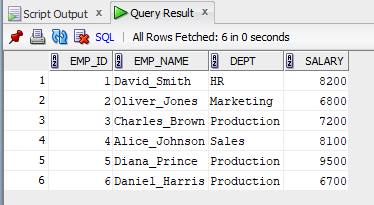 Script Output × Query Result ×
SQL | All Rows Fetched: 6 in 0 seconds
EMP_ID EMP_NAME DEPT SALARY
1 1 David_Smith HR 8200
2 2 Oliver_Jones Marketing 6800
3 3 Charles_Brown Production 7200
4 4 Alice_Johnson Sales 8100
5 5 Diana_Prince Production 9500
6 6 Daniel_Harris Production 6700